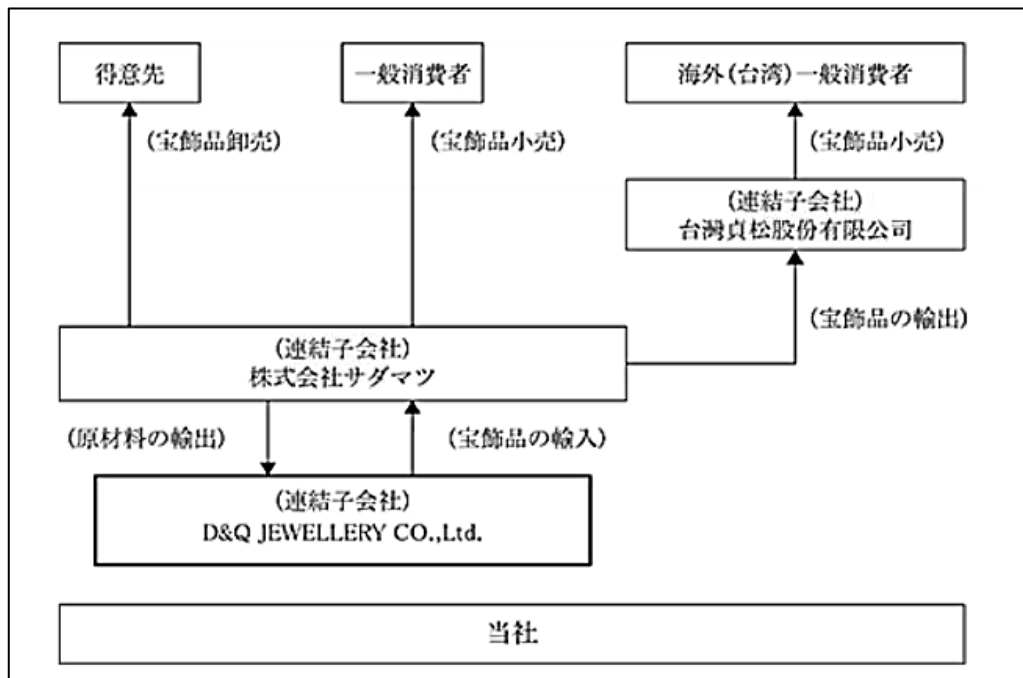 得意先
一般消費者
海外(台湾)一般消費者
(宝飾品卸売)
(宝飾品小売)
(宝飾品小売)
(連結子会社)
台灣貞松股份有限公司
(宝飾品の輸出)
(連結子会社)
株式会社サダマツ
(原材料の輸出)
(宝飾品の輸入)
(連結子会社)
D&Q JEWELLERY CO.,Ltd.
当社